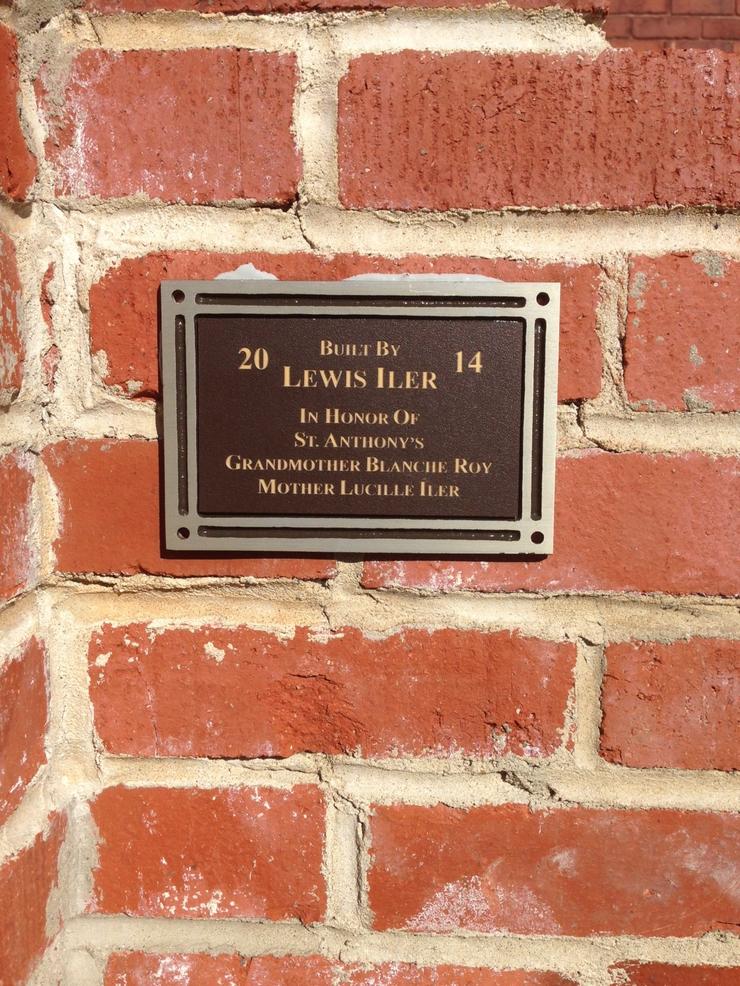 20 Built By 14
Lewis Iler
In Honor Of
St. Anthony's
Grandmother Blanche Roy
Mother Lucille Iler